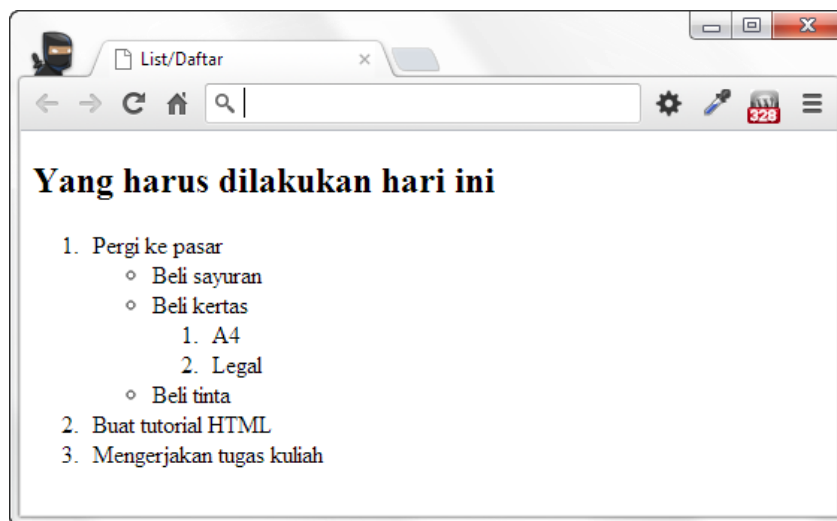 List/Daftar
328
Yang harus dilakukan hari ini
1. Pergi ke pasar
Beli sayuran
Beli kertas
1. A4
2. Legal
Beli tinta
2. Buat tutorial HTML
3. Mengerjakan tugas kuliah